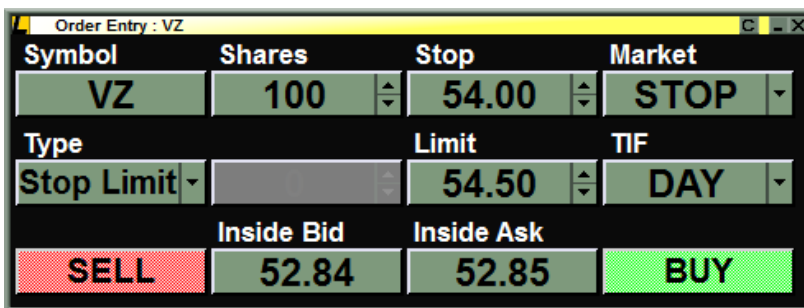 Order Entry : VZ C
Symbol Shares Stop Market
VZ 100 54.00 STOP
Type Limit TIF
Stop Limit 0 54.50 DAY
Inside Bid Inside Ask
SELL 52.84 52.85 BUY